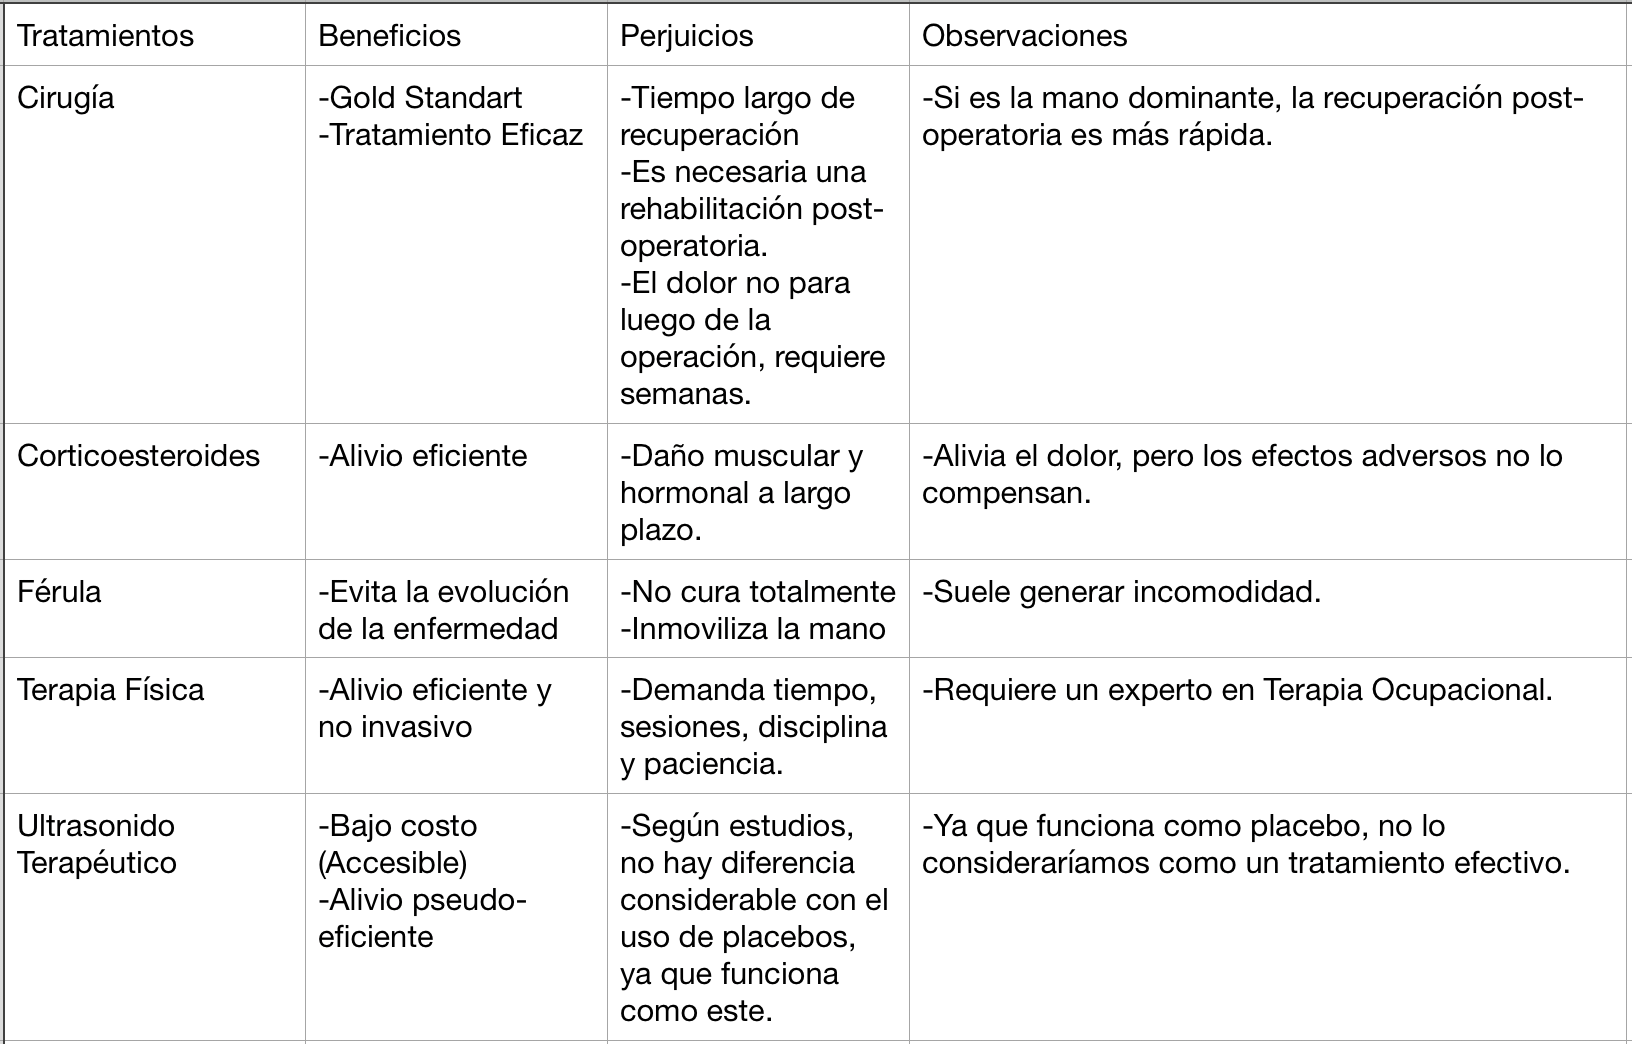 Tratamientos
Beneficios
Perjuicios
Observaciones
Cirugía
-Gold Standart
-Tratamiento Eficaz
-Tiempo largo de
recuperación
-Es necesaria una
rehabilitación post-
operatoria.
-El dolor no para
luego de la
operación, requiere
semanas.
-Si es la mano dominante, la recuperación post-
operatoria es más rápida.
Corticoesteroides
-Alivio eficiente
-Daño muscular y
hormonal a largo
plazo.
-Alivia el dolor, pero los efectos adversos no lo
compensan.
Férula
-Evita la evolución
de la enfermedad
-No cura totalmente
-Inmoviliza la mano
-Suele generar incomodidad.
Terapia Física
-Alivio eficiente y
no invasivo
-Demanda tiempo,
sesiones, disciplina
y paciencia.
-Requiere un experto en Terapia Ocupacional.
Ultrasonido
Terapéutico
-Bajo costo
(Accesible)
-Alivio pseudo-
eficiente
-Según estudios,
no hay diferencia
considerable con el
uso de placebos,
ya que funciona
como este.
-Ya que funciona como placebo, no lo
consideraríamos como un tratamiento efectivo.